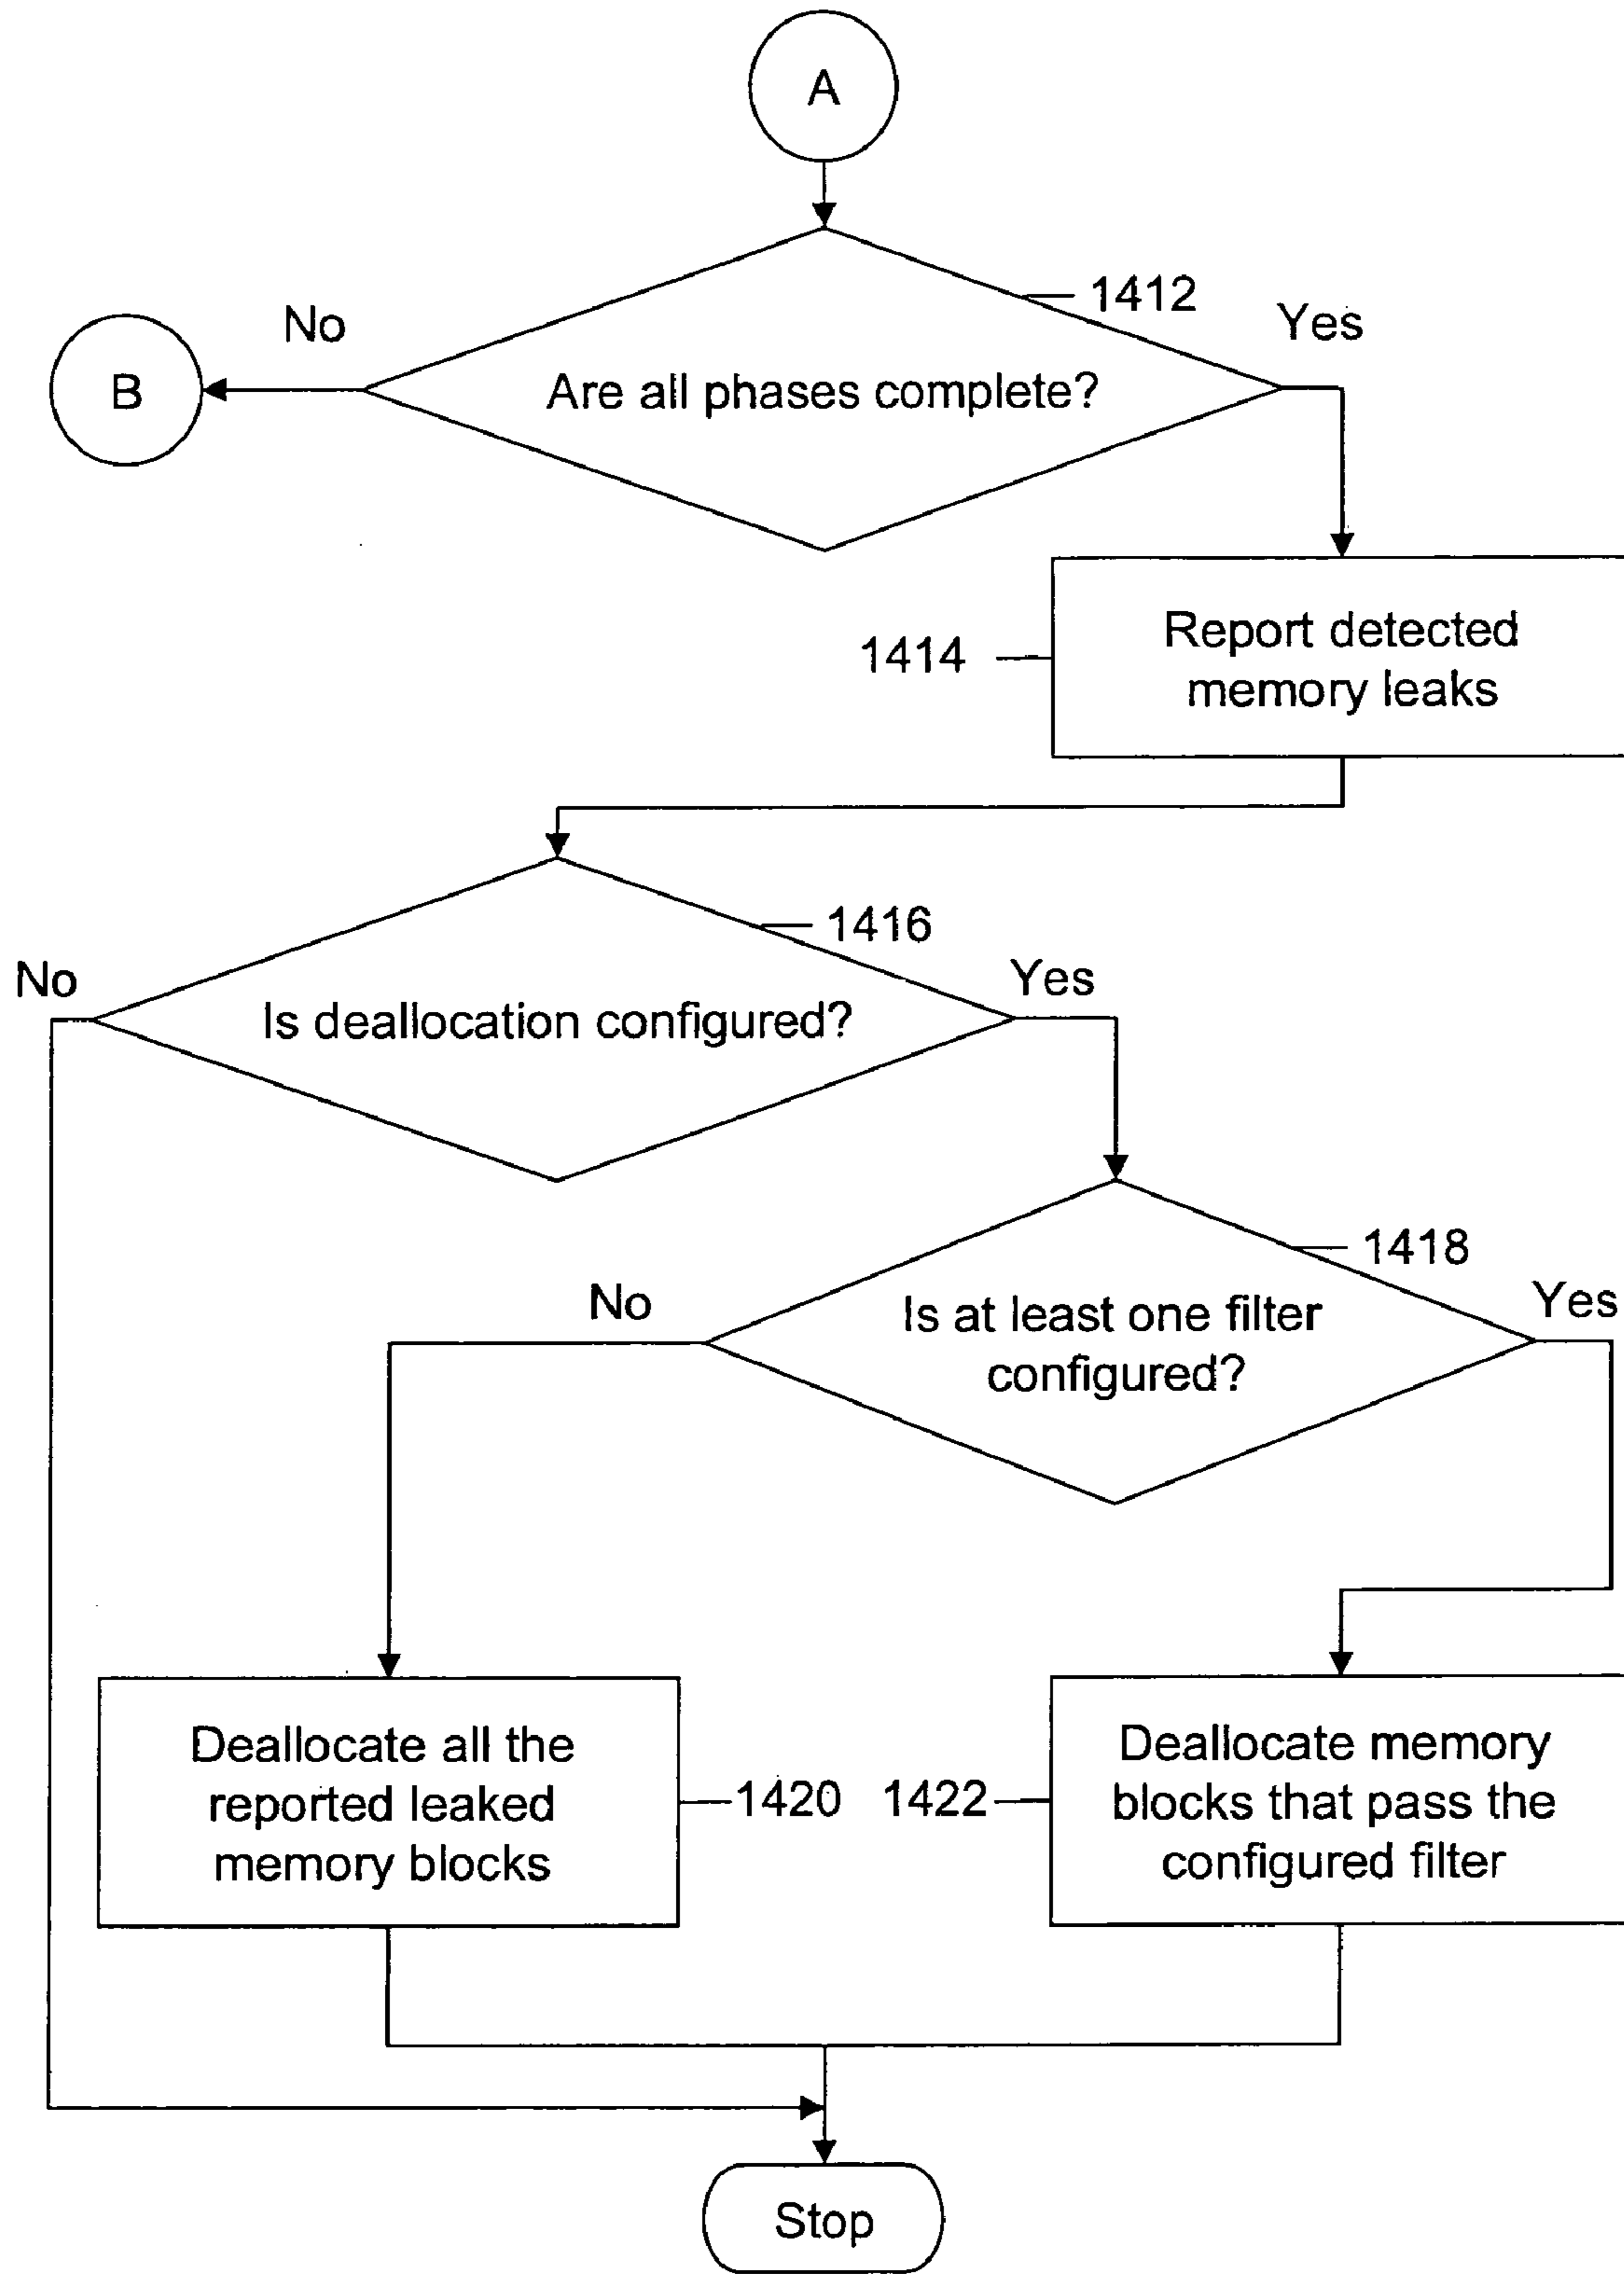 A
1412
No
Yes
B
Are all phases complete?
Report detected
memory leaks
1414
1416
No
Yes
Is deallocation configured?
1418
No
Yes
Is at least one filter
configured?
Deallocate all the
reported leaked
memory blocks
1420
1422
Deallocate memory
blocks that pass the
configured filter
Stop